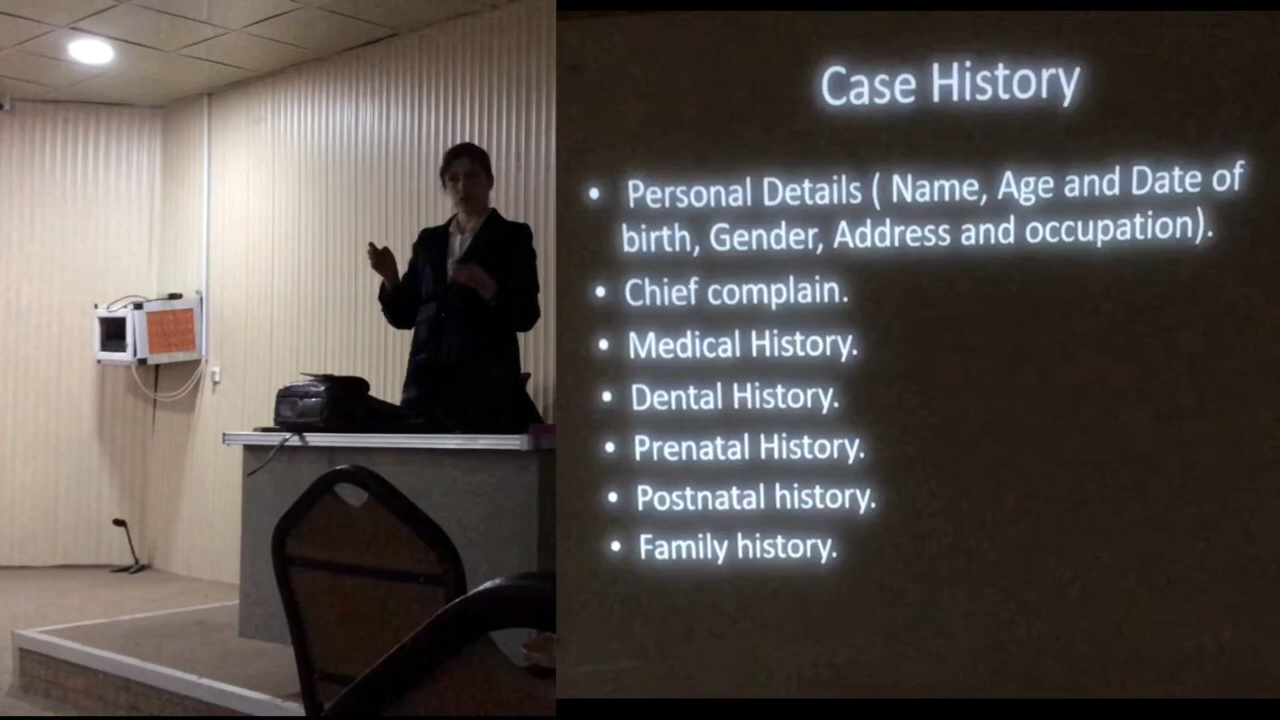 Case History
• Personal Details ( Name, Age and Date of
birth, Gender, Address and occupation).
• Chief complain.
• Medical History.
• Dental History.
• Prenatal History.
• Postnatal history.
• Family history.